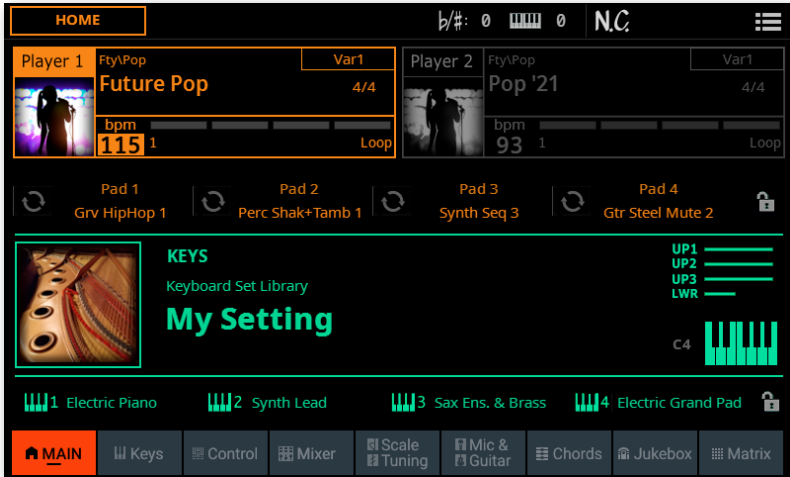 HOME
♭/♯: 0 0 N.C.
Player 1 Fty\Pop Var1
Future Pop
4/4
bpm
115 1 Loop
Player 2 Fty\Pop Var1
Pop '21
4/4
bpm
93 1 Loop
Pad 1
Grv HipHop 1
Pad 2
Perc Shak+Tamb 1
Pad 3
Synth Seq 3
Pad 4
Gtr Steel Mute 2
KEYS
Keyboard Set Library
My Setting
UP1
UP2
UP3
LWR
C4
1 Electric Piano
2 Synth Lead
3 Sax Ens. & Brass
4 Electric Grand Pad
MAIN
Keys
Control
Mixer
Scale
Tuning
Mic &
Guitar
Chords
Jukebox
Matrix